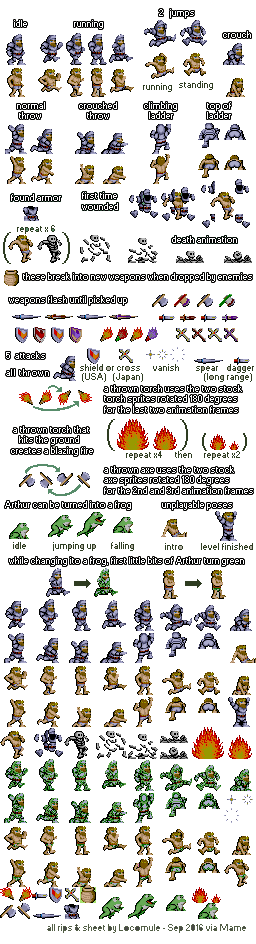 2 jumps
idle
running
crouch
running
standing
normal throw
crouched throw
climbing ladder
top of ladder
found armor
first time wounded
repeat x 6
death animation
these break into new weapons when dropped by enemies
weapons flash until picked up
5 attacks
all thrown
shield or cross
(USA) (Japan)
vanish
spear dagger
(long range)
a thrown torch uses the two stock
torch sprites rotated 180 degrees
for the last two animation frames
a thrown torch that
hits the ground
creates a blazing fire
repeat x4 then repeat x2
a thrown axe uses the two stock
axe sprites rotated 180 degrees
for the 2nd and 3rd animation frames
Arthur can be turned into a frog
unplayable poses
idle
jumping up
falling
intro
level finished
while changing ito a frog, first little bits of Arthur turn green
all rips & sheet by Locomule - Sep 2016 via Mame